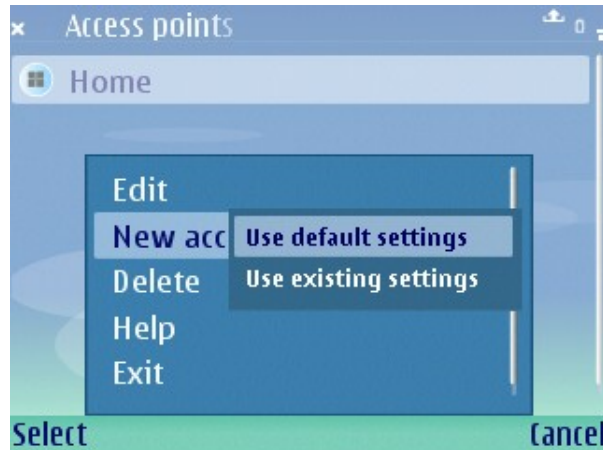 × Access points
Home
Edit
New acc
Use default settings
Delete
Use existing settings
Help
Exit
Select
Cancel